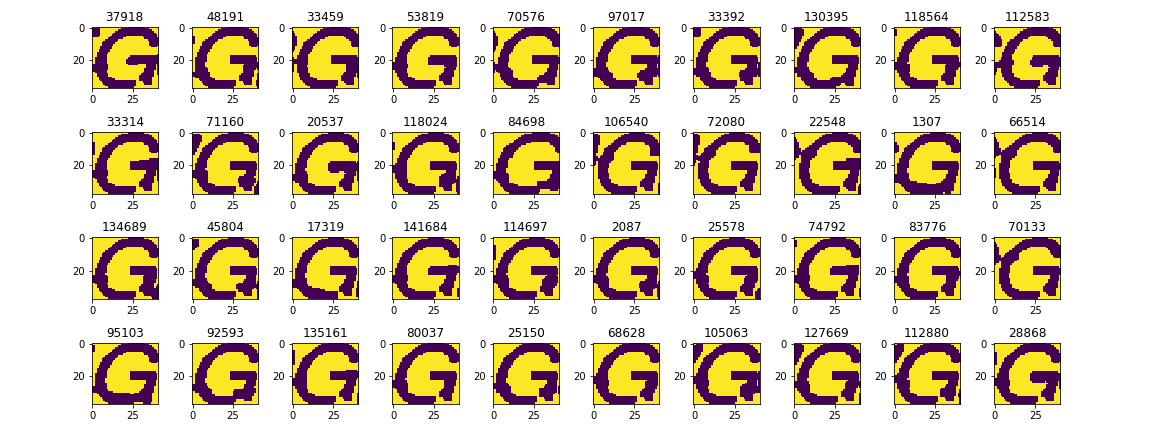 37918 48191 33459 53819 70576 97017 33392 130395 118564 112583
0 20 0 25 0 20 0 25 0 20 0 25 0 20 0 25 0 20 0 25 0 20 0 25 0 20 0 25 0 20 0 25 0 20 0 25 0 20 0 25
G G G G G G G G G G
33314 71160 20537 118024 84698 106540 72080 22548 1307 66514
0 20 0 25 0 20 0 25 0 20 0 25 0 20 0 25 0 20 0 25 0 20 0 25 0 20 0 25 0 20 0 25 0 20 0 25 0 20 0 25
G G G G G G G G G G
134689 45804 17319 141684 114697 2087 25578 74792 83776 70133
0 20 0 25 0 20 0 25 0 20 0 25 0 20 0 25 0 20 0 25 0 20 0 25 0 20 0 25 0 20 0 25 0 20 0 25 0 20 0 25
G G G G G G G G G G
95103 92593 135161 80037 25150 68628 105063 127669 112880 28868
0 20 0 25 0 20 0 25 0 20 0 25 0 20 0 25 0 20 0 25 0 20 0 25 0 20 0 25 0 20 0 25 0 20 0 25 0 20 0 25
G G G G G G G G G G